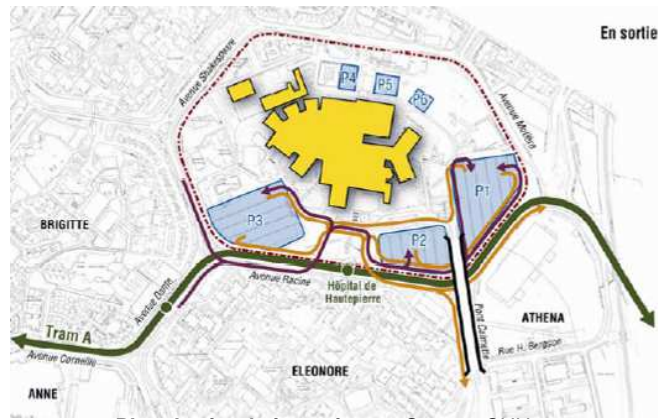 En sortie
Avenue Shakespeare
P4
P5
P6
Avenue Molière
P1
BRIGITTE
P3
P2
Avenue Racine
Hôpital de
Hautepierre
Avenue Dante
Pont
ATHENA
Tram A
Rue H. Bergson
Avenue Corneille
ELEONORE
ANNE